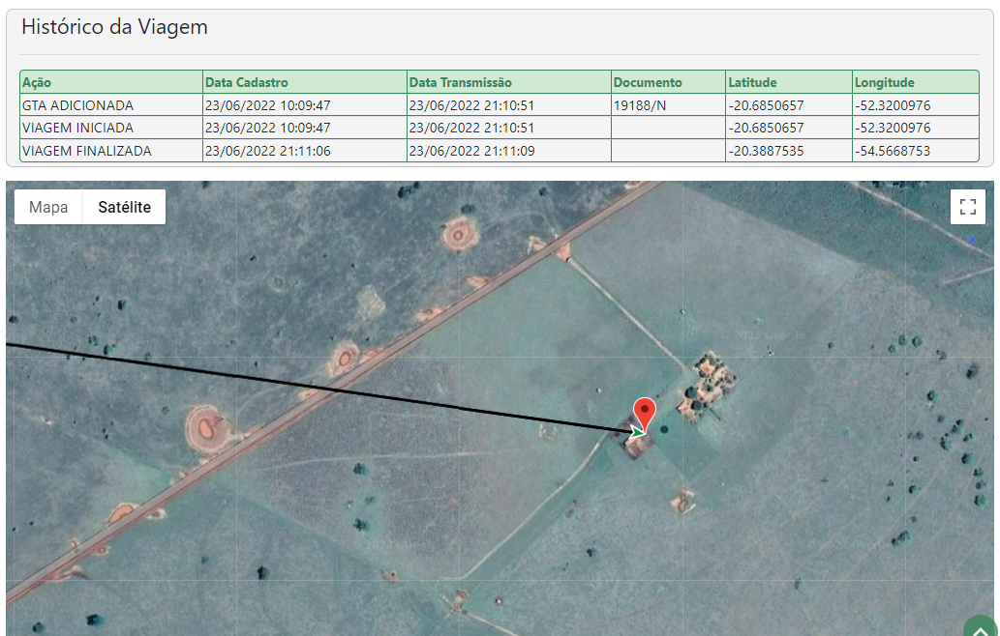 Histórico da Viagem
Ação Data Cadastro Data Transmissão Documento Latitude Longitude
GTA ADICIONADA 23/06/2022 10:09:47 23/06/2022 21:10:51 19188/N -20.6850657 -52.3200976
VIAGEM INICIADA 23/06/2022 10:09:47 23/06/2022 21:10:51 -20.6850657 -52.3200976
VIAGEM FINALIZADA 23/06/2022 21:11:06 23/06/2022 21:11:09 -20.3887535 -54.5668753
Mapa Satélite